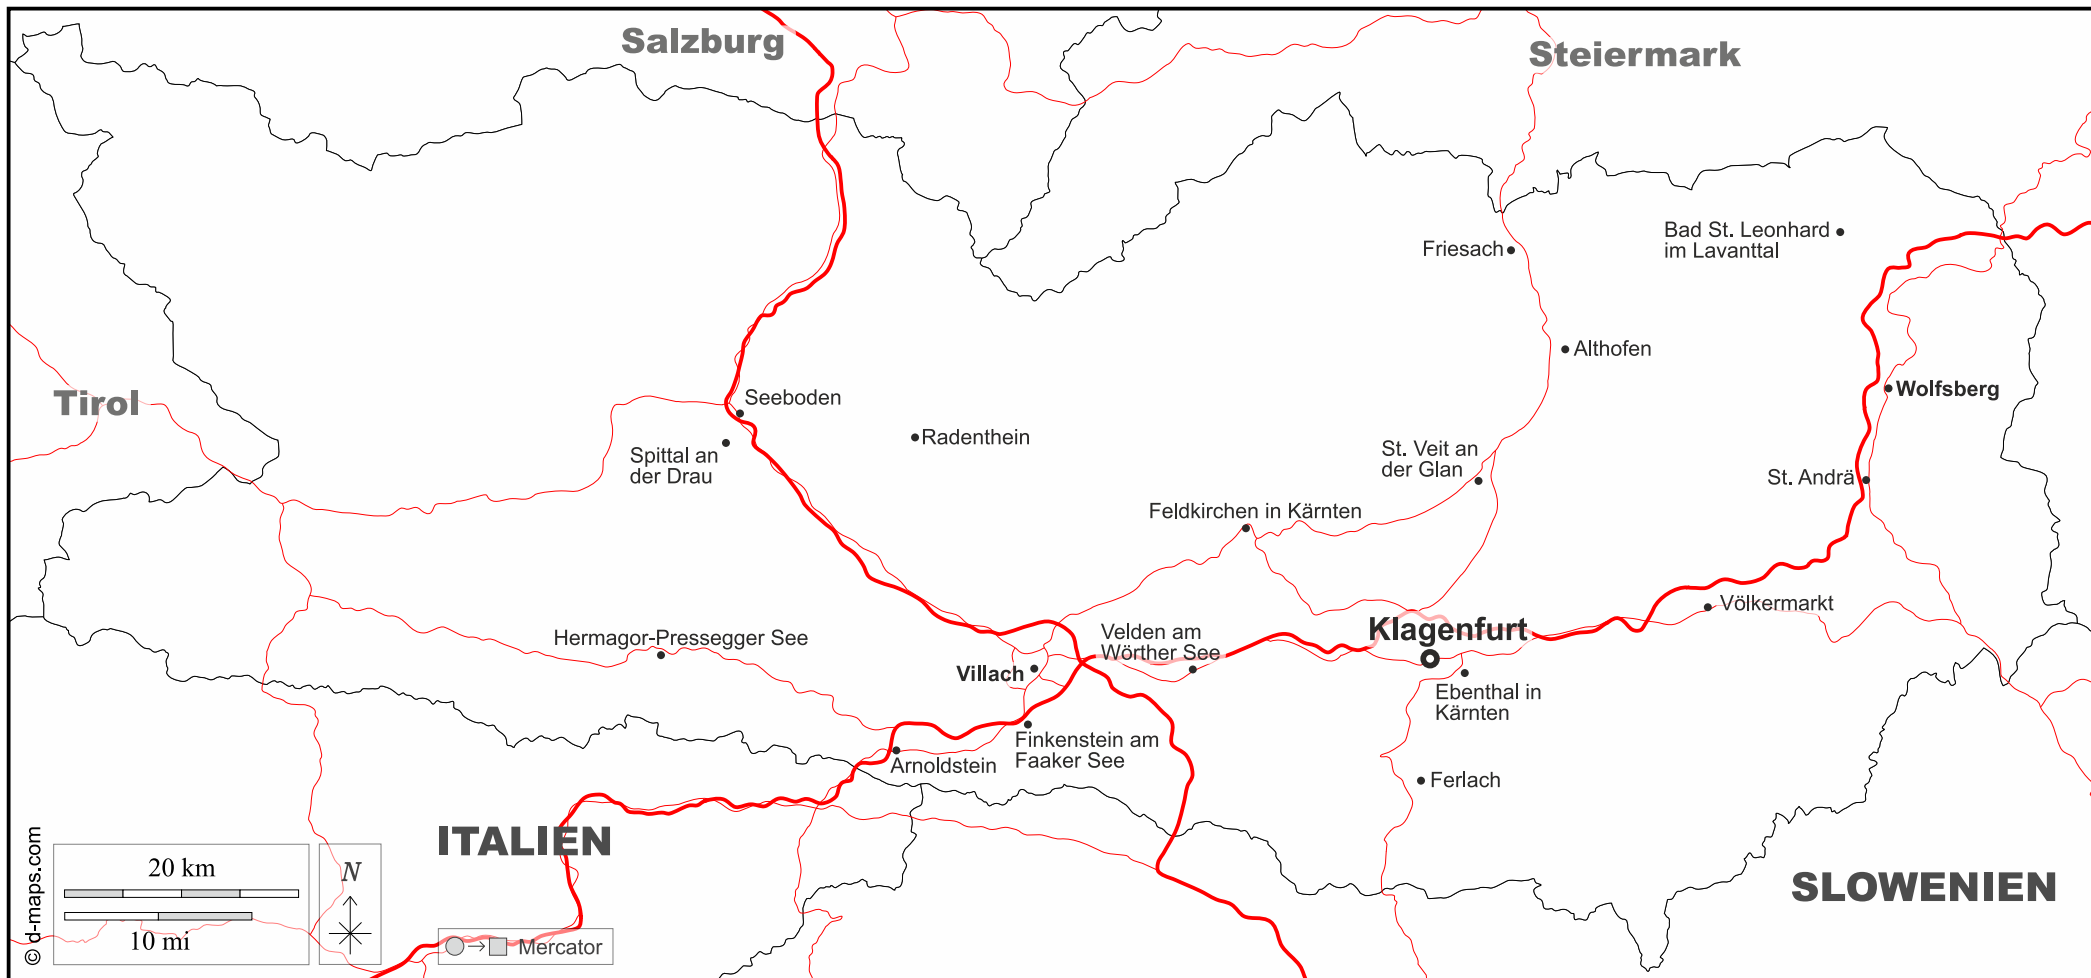 Salzburg
Steiermark
Friesach
Bad St. Leonhard
im Lavanttal
Althofen
Tirol
Seeboden
Wolfsberg
Radenthein
Spittal an
der Drau
St. Veit an
der Glan
St. Andrä
Feldkirchen in Kärnten
Völkermarkt
Hermagor-Pressegger See
Velden am
Wörther See
Klagenfurt
Villach
Ebenthal in
Kärnten
Finkenstein am
Faaker See
Arnoldstein
Ferlach
ITALIEN
SLOWENIEN
© d-maps.com
20 km
10 mi
N
Mercator